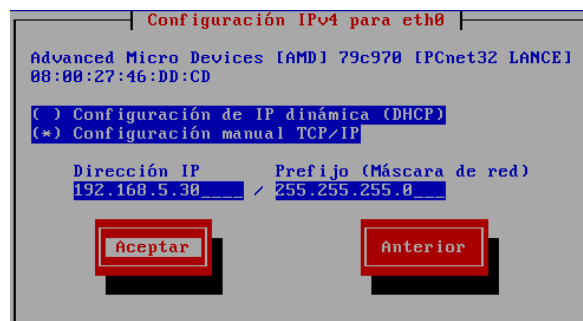 Configuración IPv4 para eth0
Advanced Micro Devices [AMD] 79c970 [PCnet32 LANCE]
08:00:27:46:DD:CD
( ) Configuración de IP dinámica (DHCP)
(*) Configuración manual TCP/IP
Dirección IP Prefijo (Máscara de red)
192.168.5.30____ / 255.255.255.0___
Aceptar Anterior